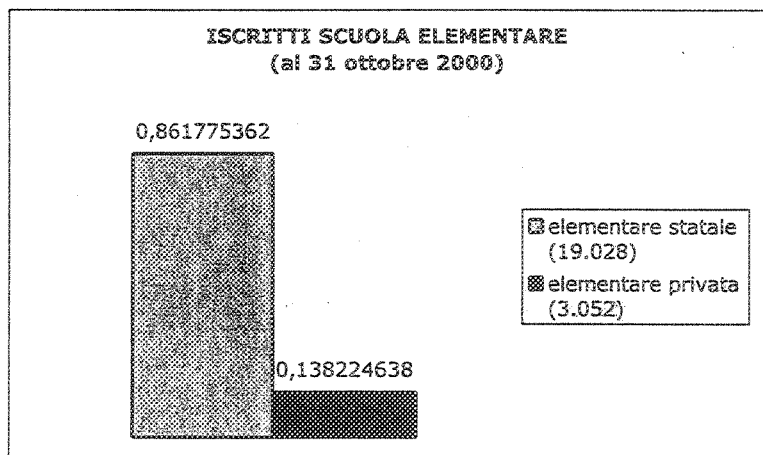 ISCRITTI SCUOLA ELEMENTARE
(al 31 ottobre 2000)
0,861775362
0,138224638
elementare statale
(19.028)
elementare privata
(3.052)